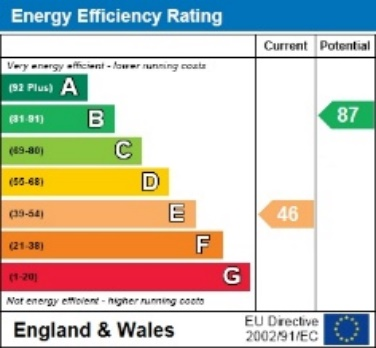 Energy Efficiency Rating
Current Potential
Very energy efficient - lower running costs
(92 Plus) A
(81-91) B
87
(69-80) C
(55-68) D
(39-54) E
46
(21-38) F
(1-20) G
Not energy efficient - higher running costs
England & Wales
EU Directive
2002/91/EC